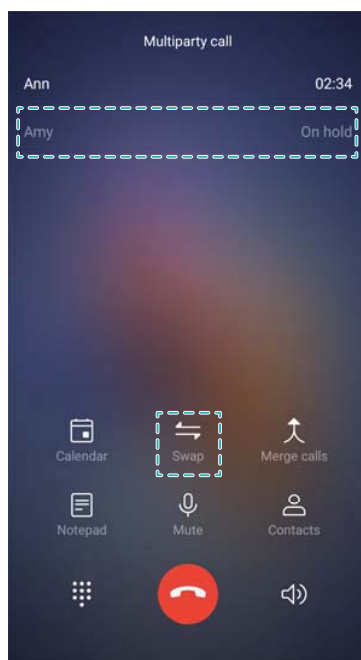 Multiparty call
Ann 02:34
Amy On hold
Calendar Swap Merge calls
Notepad Mute Contacts